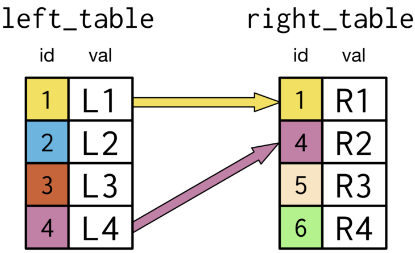 left_table right_table
id val id val
1 L1 1 R1
2 L2 4 R2
3 L3 5 R3
4 L4 6 R4